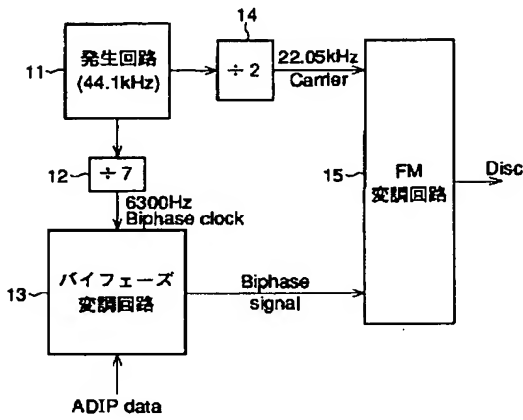 14
発生回路
(44.1kHz)
11
÷2
22.05kHz
Carrier
12
÷7
6300Hz
Biphase clock
15
FM
変調回路
Disc
バイフェーズ
変調回路
13
Biphase
signal
ADIP data